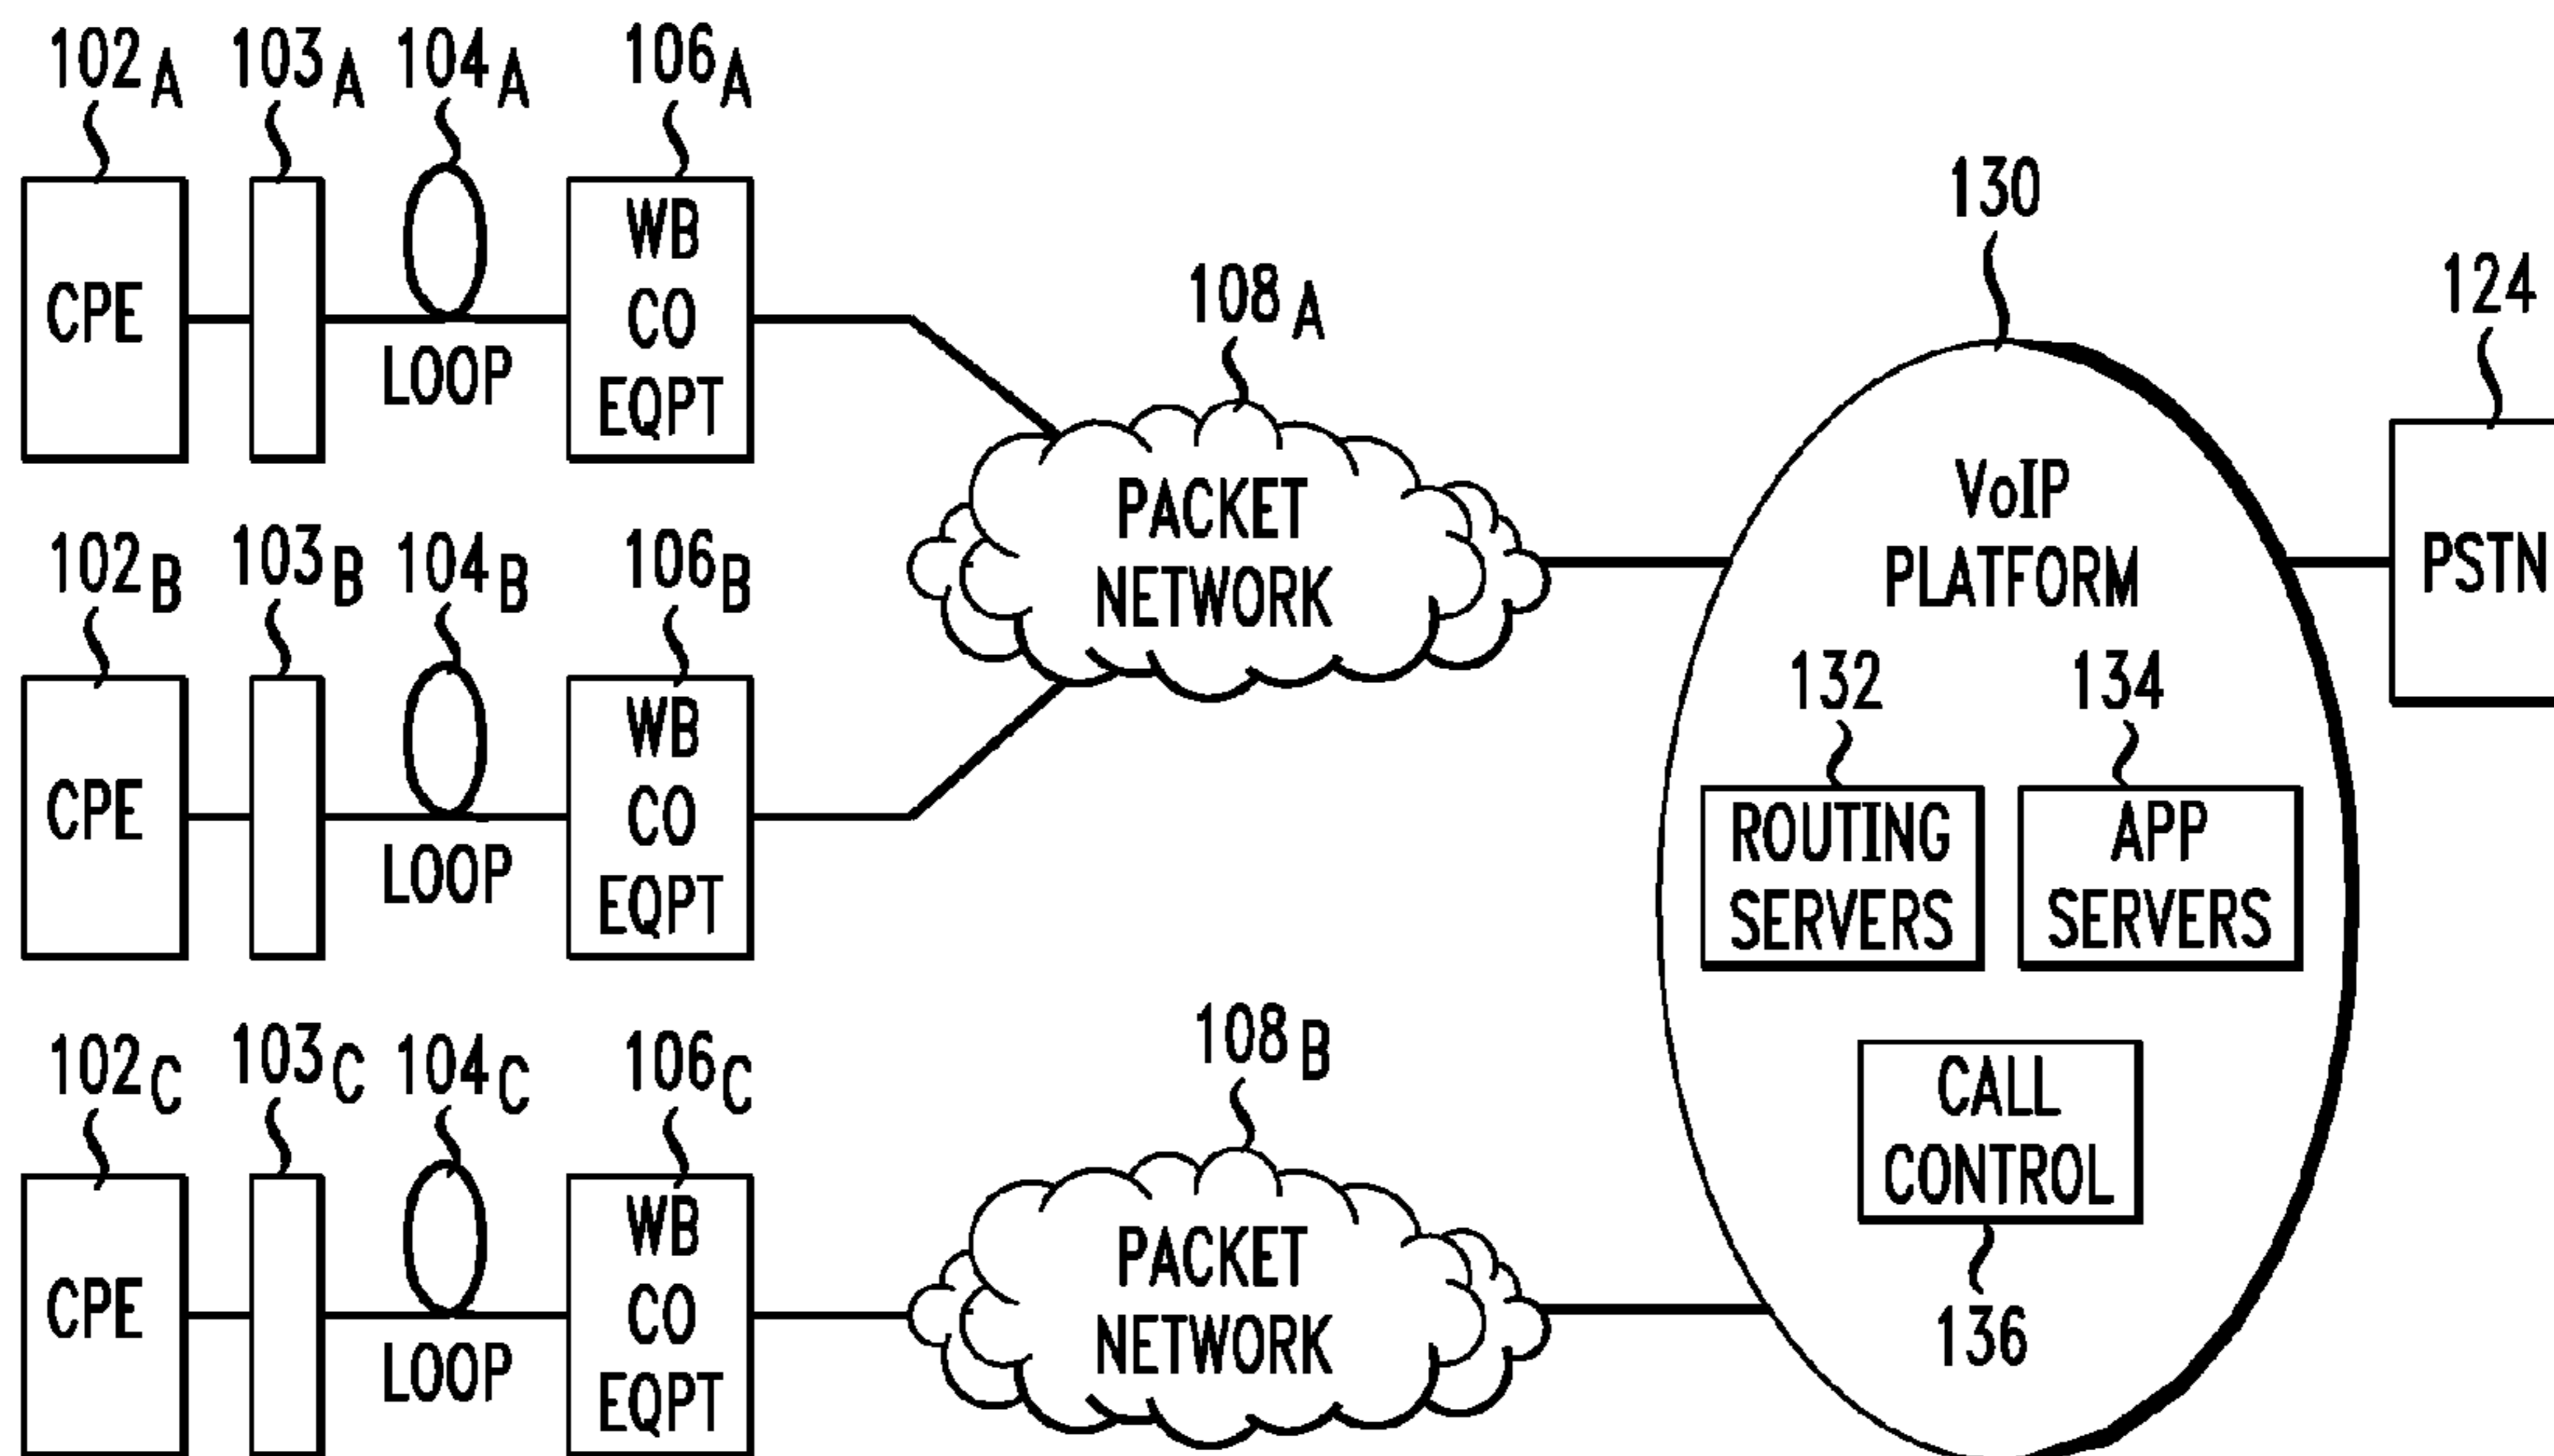 102A 103A 104A 106A
CPE
LOOP
WB
CO
EQPT
108A
PACKET
NETWORK
102B 103B 104B 106B
CPE
LOOP
WB
CO
EQPT
102C 103C 104C 106C
CPE
LOOP
WB
CO
EQPT
108B
PACKET
NETWORK
130
VoIP
PLATFORM
132
ROUTING
SERVERS
134
APP
SERVERS
CALL
CONTROL
136
124
PSTN